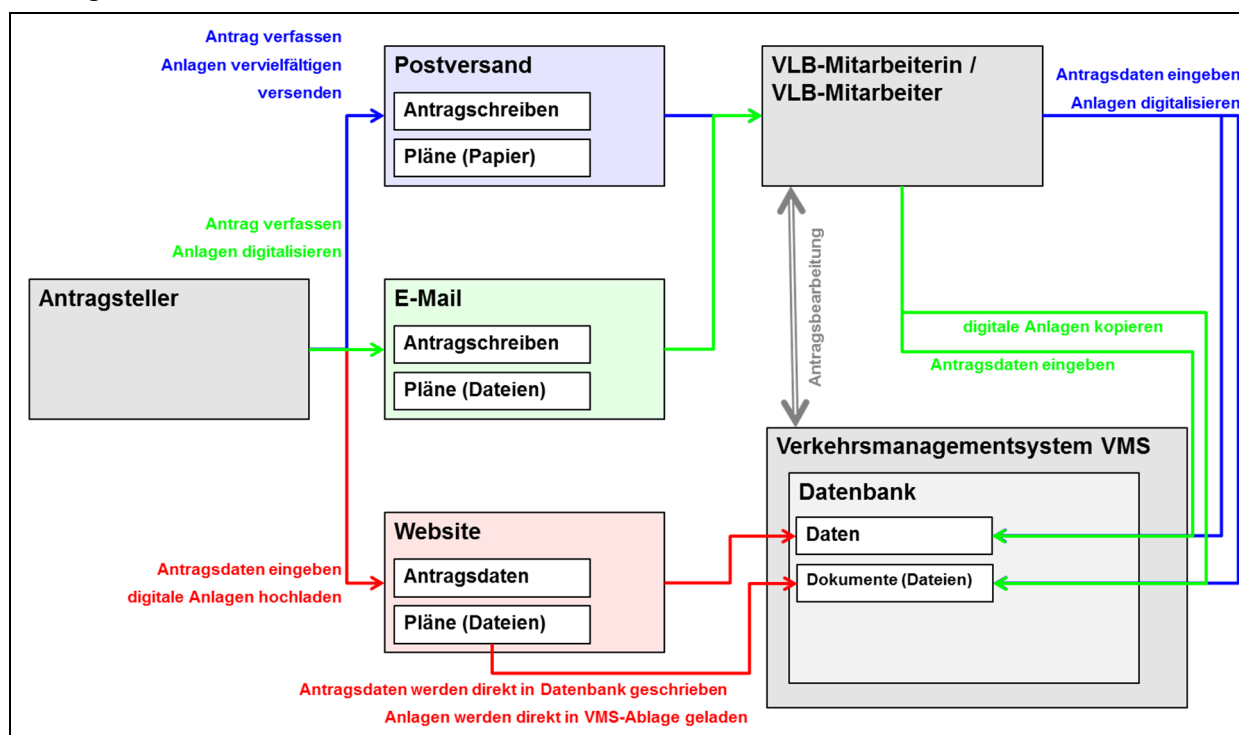 Antrag verfassen
Anlagen vervielfältigen
versenden
Postversand
Antragschreiben
Pläne (Papier)
VLB-Mitarbeiterin /
VLB-Mitarbeiter
Antragsdaten eingeben
Anlagen digitalisieren
Antrag verfassen
Anlagen digitalisieren
Antragsteller
E-Mail
Antragschreiben
Pläne (Dateien)
Antragsbearbeitung
digitale Anlagen kopieren
Antragsdaten eingeben
Verkehrsmanagementsystem VMS
Datenbank
Daten
Dokumente (Dateien)
Website
Antragsdaten
Pläne (Dateien)
Antragsdaten eingeben
digitale Anlagen hochladen
Antragsdaten werden direkt in Datenbank geschrieben
Anlagen werden direkt in VMS-Ablage geladen